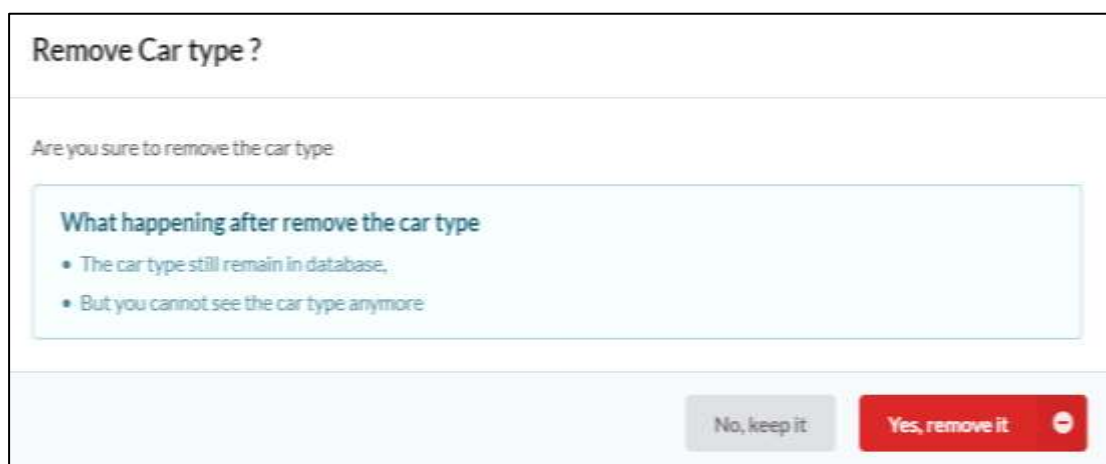 Remove Car type ?
Are you sure to remove the car type
What happening after remove the car type
• The car type still remain in database,
• But you cannot see the car type anymore
No, keep it
Yes, remove it